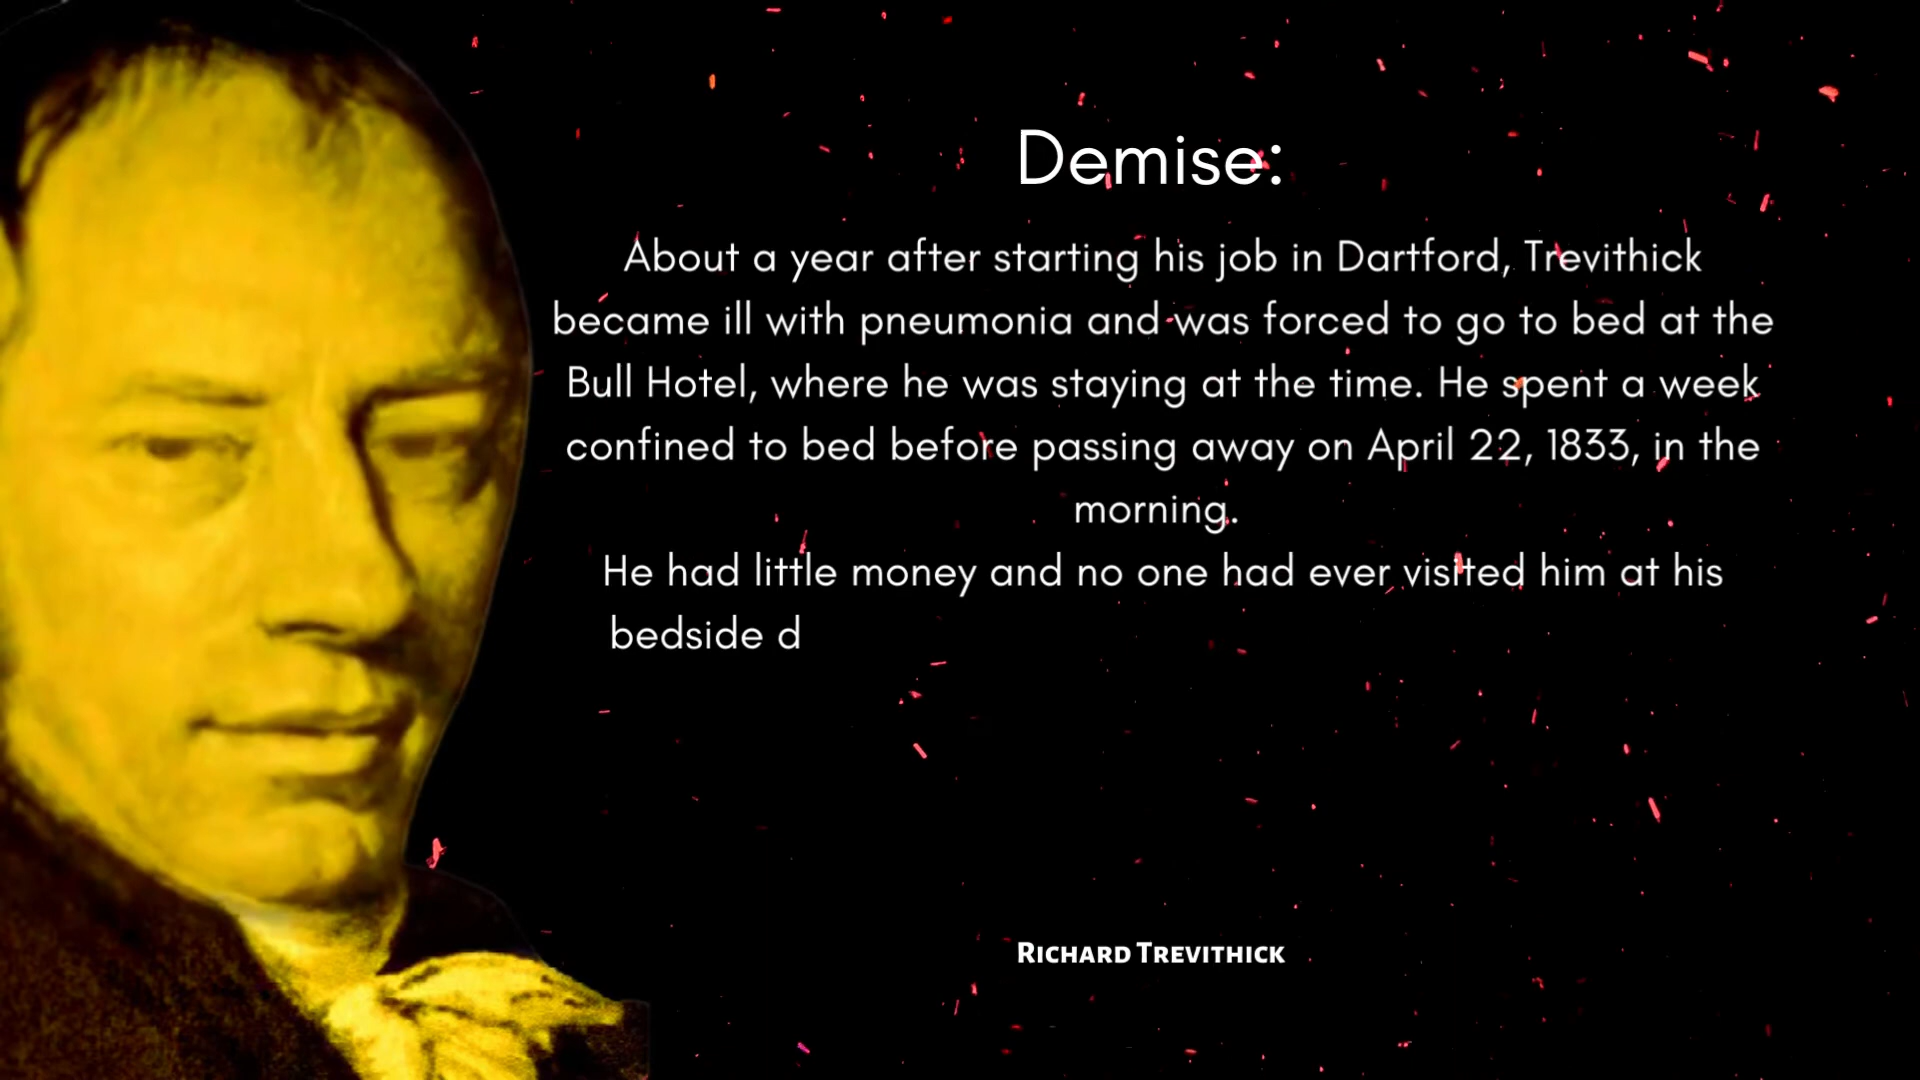 Demise:
About a year after starting his job in Dartford, Trevithick
became ill with pneumonia and was forced to go to bed at the
Bull Hotel, where he was staying at the time. He spent a week
confined to bed before passing away on April 22, 1833, in the
morning.
He had little money and no one had ever visited him at his
bedside d
Richard Trevithick